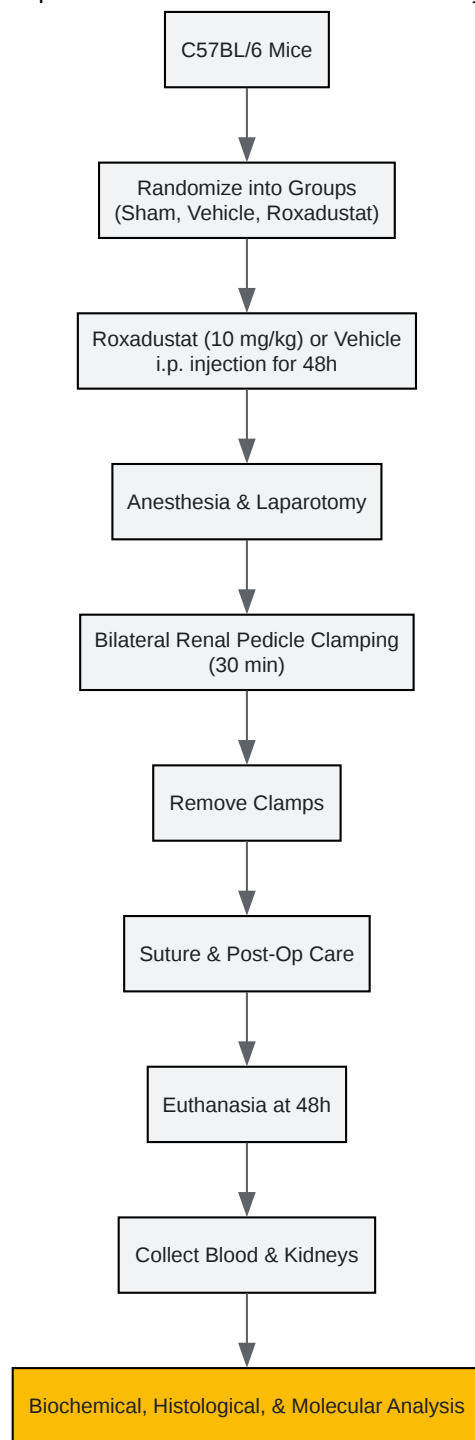 C57BL/6 Mice
Randomize into Groups
(Sham, Vehicle, Roxadustat)
Roxadustat (10 mg/kg) or Vehicle
i.p. injection for 48h
Anesthesia & Laparotomy
Bilateral Renal Pedicle Clamping
(30 min)
Remove Clamps
Suture & Post-Op Care
Euthanasia at 48h
Collect Blood & Kidneys
Biochemical, Histological, & Molecular Analysis